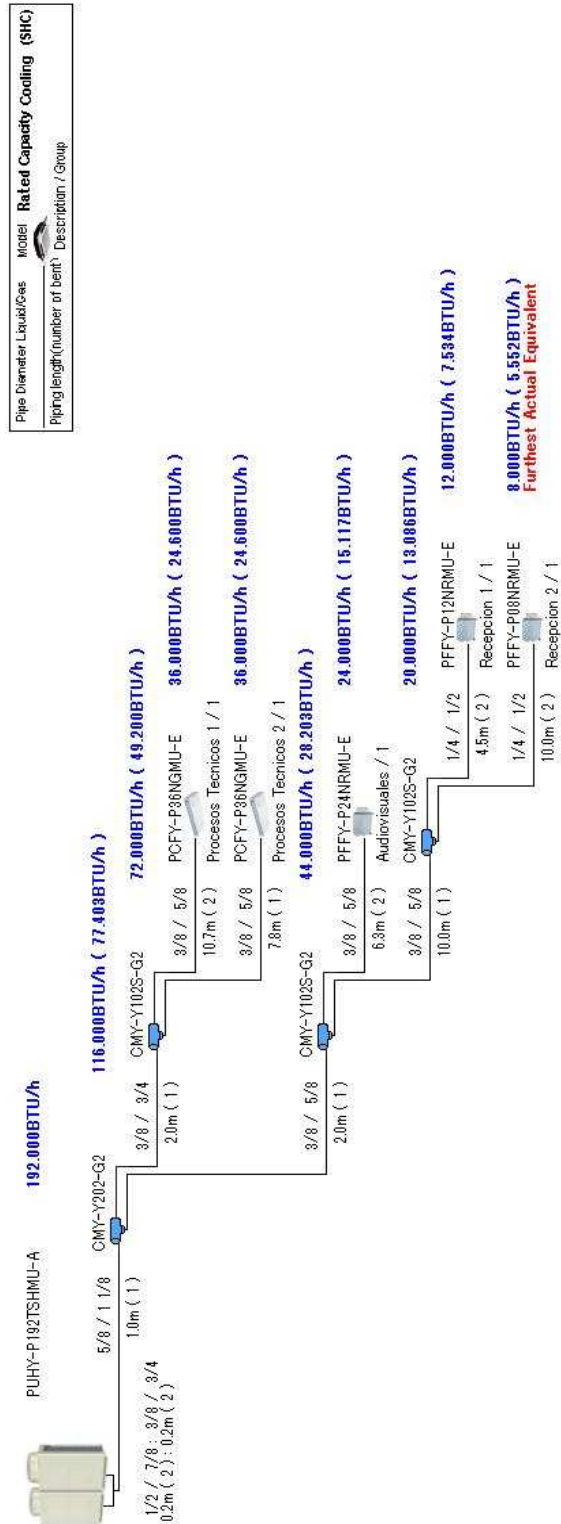 Pipe Diameter Liquid/Gas Model Rated Capacity Cooling (SHC)
Piping length(number of bent) Description / Group
PUHY-P192TSHMU-A 192.000BTU/h
1/2 / 7/8 : 3/8 / 3/4
0.2m ( 2 ) : 0.2m ( 2 )
5/8 / 1 1/8
1.0m ( 1 )
CMY-Y202-G2 116.000BTU/h ( 77.403BTU/h )
3/8 / 3/4
2.0m ( 1 )
CMY-Y102S-G2 72.000BTU/h ( 49.200BTU/h )
3/8 / 5/8 PCFY-P36NGMU-E 36.000BTU/h ( 24.600BTU/h )
10.7m ( 2 ) Procesos Tecnicos 1 / 1
3/8 / 5/8 PCFY-P36NGMU-E 36.000BTU/h ( 24.600BTU/h )
7.8m ( 1 ) Procesos Tecnicos 2 / 1
3/8 / 5/8
2.0m ( 1 )
CMY-Y102S-G2 44.000BTU/h ( 28.203BTU/h )
3/8 / 5/8 PFFY-P24NRMU-E 24.000BTU/h ( 15.117BTU/h )
6.3m ( 2 ) Audiovisuales / 1
3/8 / 5/8
10.0m ( 1 )
CMY-Y102S-G2 20.000BTU/h ( 13.086BTU/h )
1/4 / 1/2 PFFY-P12NRMU-E 12.000BTU/h ( 7.534BTU/h )
4.5m ( 2 ) Recepcion 1 / 1
1/4 / 1/2 PFFY-P08NRMU-E 8.000BTU/h ( 5.552BTU/h )
10.0m ( 2 ) Recepcion 2 / 1 Furthest Actual Equivalent